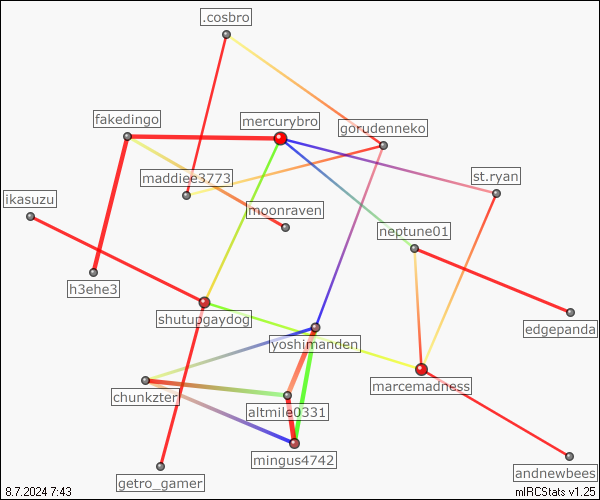 .cosbro
fakedingo
mercurybro
gorudenneko
maddiee3773
st.ryan
ikasuzu
moonraven
neptune01
h3ehe3
shutupgaydog
edgepanda
yoshimanden
marcemadness
chunkzter
altmile0331
mingus4742
andnewbees
getro_gamer
8.7.2024 7:43
mIRCStats v1.25